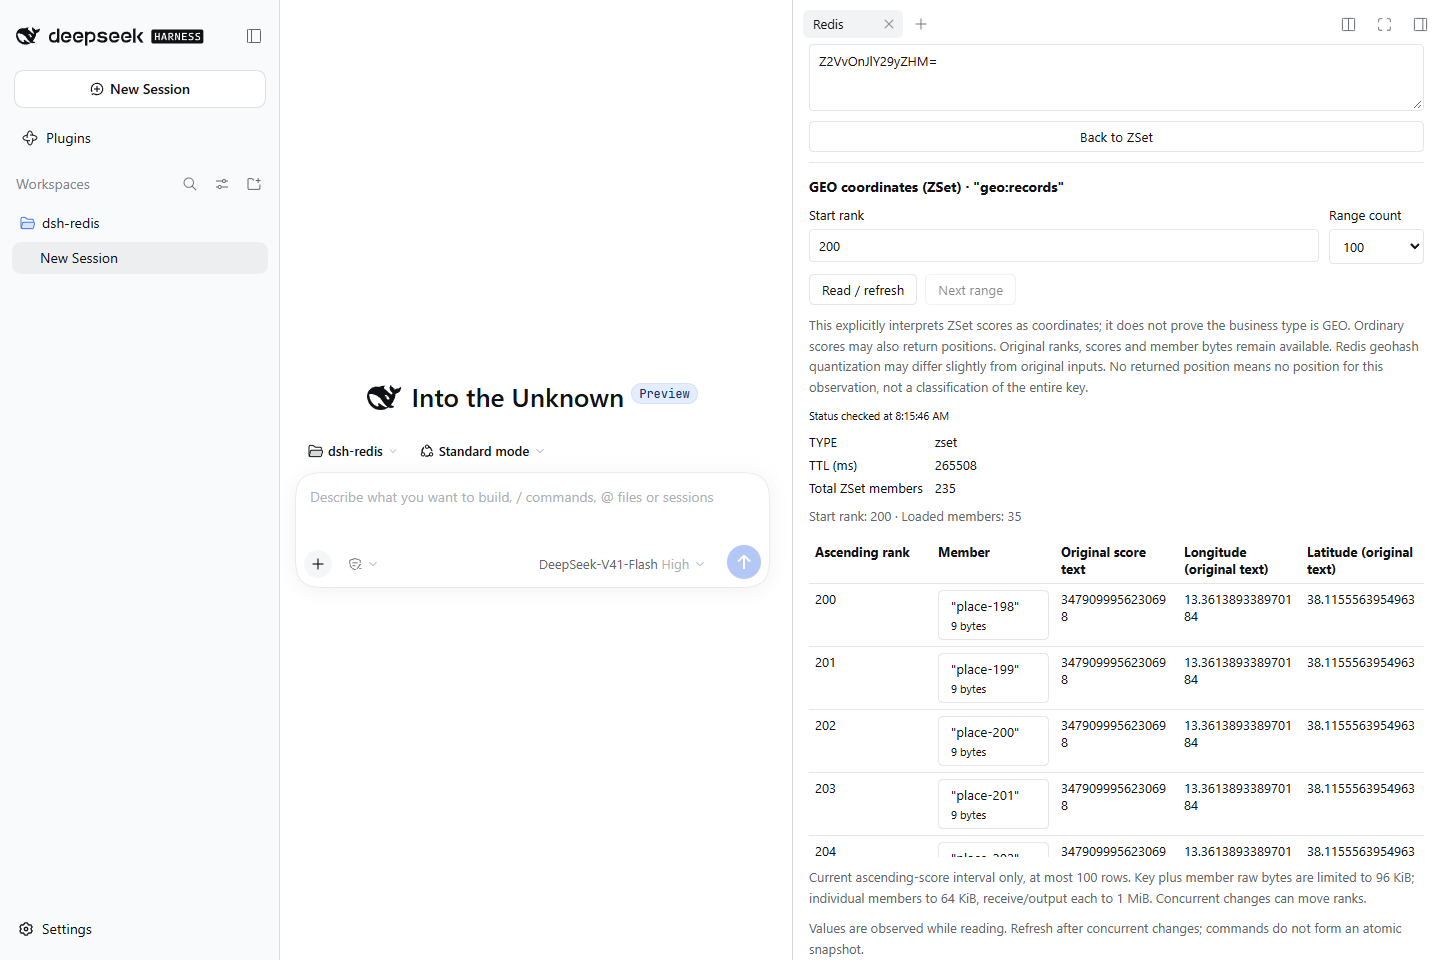 deepseek HARNESS
New Session
Plugins
Workspaces
dsh-redis
New Session
Settings
Into the Unknown Preview
dsh-redis Standard mode
Describe what you want to build, / commands, @ files or sessions
DeepSeek-V41-Flash High
Redis
Z2VvOnJlY29yZHM=
Back to ZSet
GEO coordinates (ZSet) · "geo:records"
Start rank Range count
200 100
Read / refresh Next range
This explicitly interprets ZSet scores as coordinates; it does not prove the business type is GEO. Ordinary
scores may also return positions. Original ranks, scores and member bytes remain available. Redis geohash
quantization may differ slightly from original inputs. No returned position means no position for this
observation, not a classification of the entire key.
Status checked at 8:15:46 AM
TYPE zset
TTL (ms) 265508
Total ZSet members 235
Start rank: 200 · Loaded members: 35
Ascending rank Member Original score Longitude Latitude (original
text (original text) text)
200 "place-198" 347909995623069 13.3613893389701 38.1155563954963
9 bytes 8 84
201 "place-199" 347909995623069 13.3613893389701 38.1155563954963
9 bytes 8 84
202 "place-200" 347909995623069 13.3613893389701 38.1155563954963
9 bytes 8 84
203 "place-201" 347909995623069 13.3613893389701 38.1155563954963
9 bytes 8 84
204 347909995623069 13.3613893389701 38.1155563954963
Current ascending-score interval only, at most 100 rows. Key plus member raw bytes are limited to 96 KiB;
individual members to 64 KiB, receive/output each to 1 MiB. Concurrent changes can move ranks.
Values are observed while reading. Refresh after concurrent changes; commands do not form an atomic
snapshot.